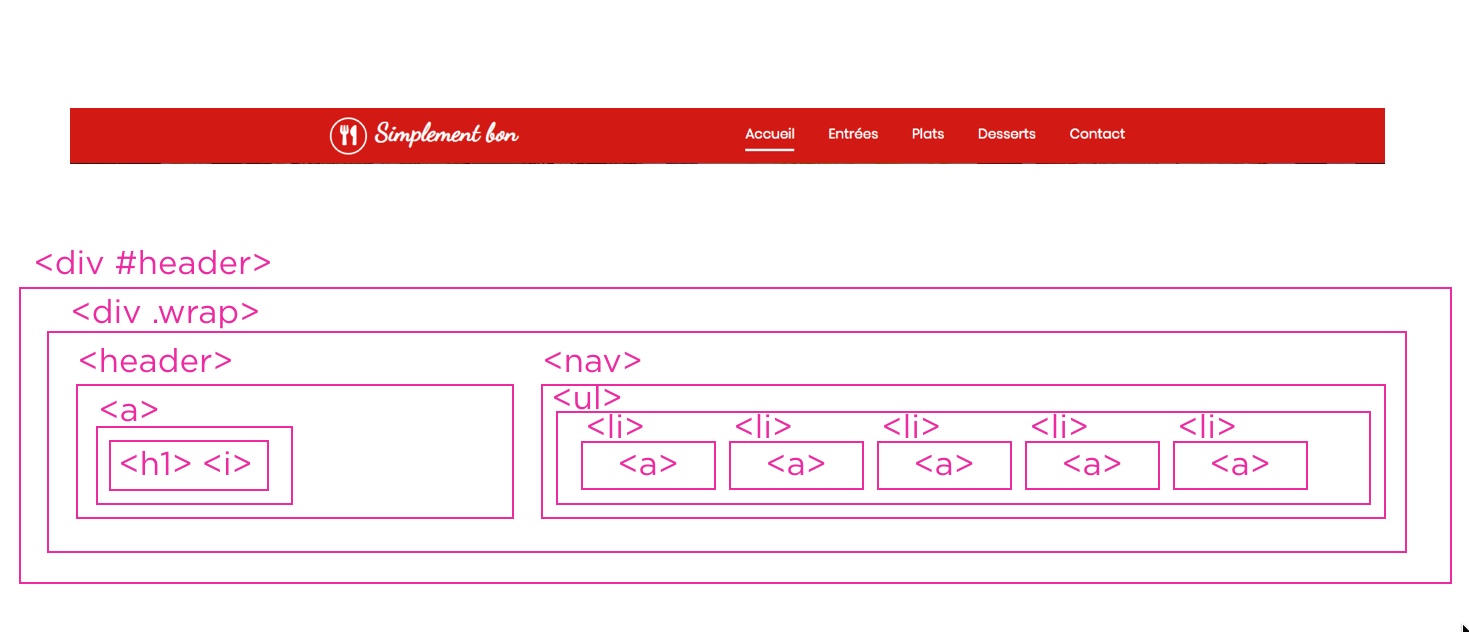 Simplement bon Accueil Entrées Plats Desserts Contact
<div #header>
<div .wrap>
<header> <nav>
<a> <ul>
<li> <li> <li> <li> <li>
<h1> <i> <a> <a> <a> <a> <a>